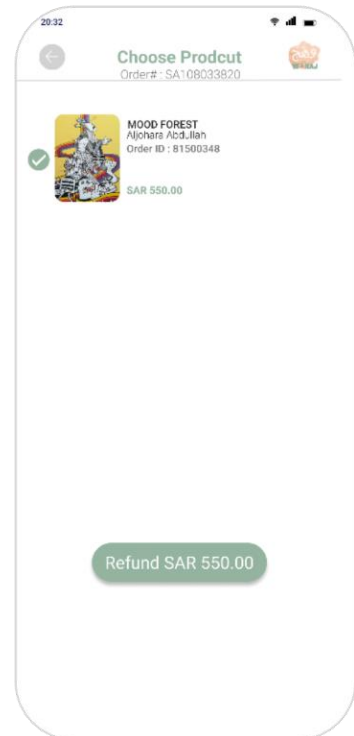 20:32
Choose Prodcut
Order# : SA108033820
MOOD FOREST
Aljohara Abdullah
Order ID : 81500348
SAR 550.00
Refund SAR 550.00